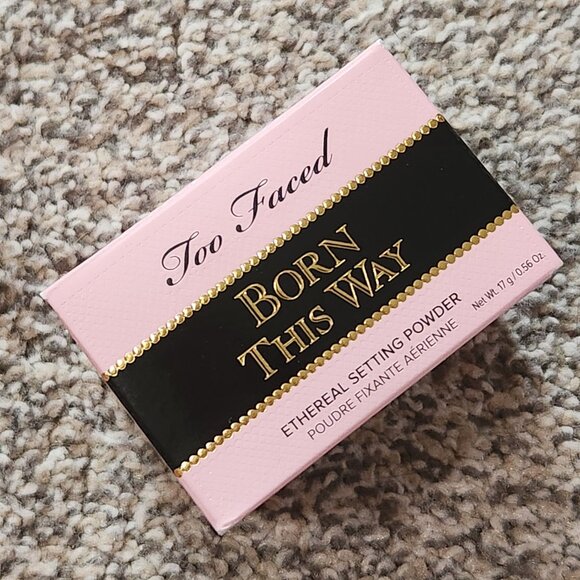 Too Faced
BORN
THIS WAY
ETHEREAL SETTING POWDER
POUDRE FIXANTE AÉRIENNE
Net Wt. 17 g / 0.56 Oz.